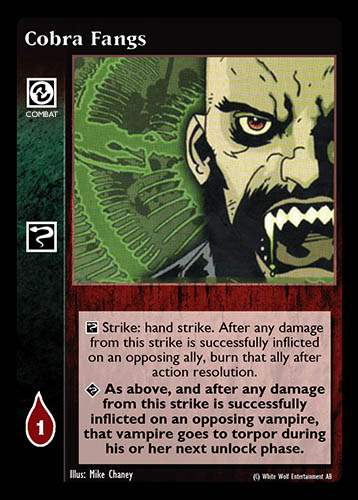 Cobra Fangs
COMBAT
Strike: hand strike. After any damage
from this strike is successfully inflicted
on an opposing ally, burn that ally after
action resolution.
As above, and after any damage
from this strike is successfully
inflicted on an opposing vampire,
that vampire goes to torpor during
his or her next unlock phase.
1
Illus: Mike Chaney
(C) White Wolf Entertainment AB